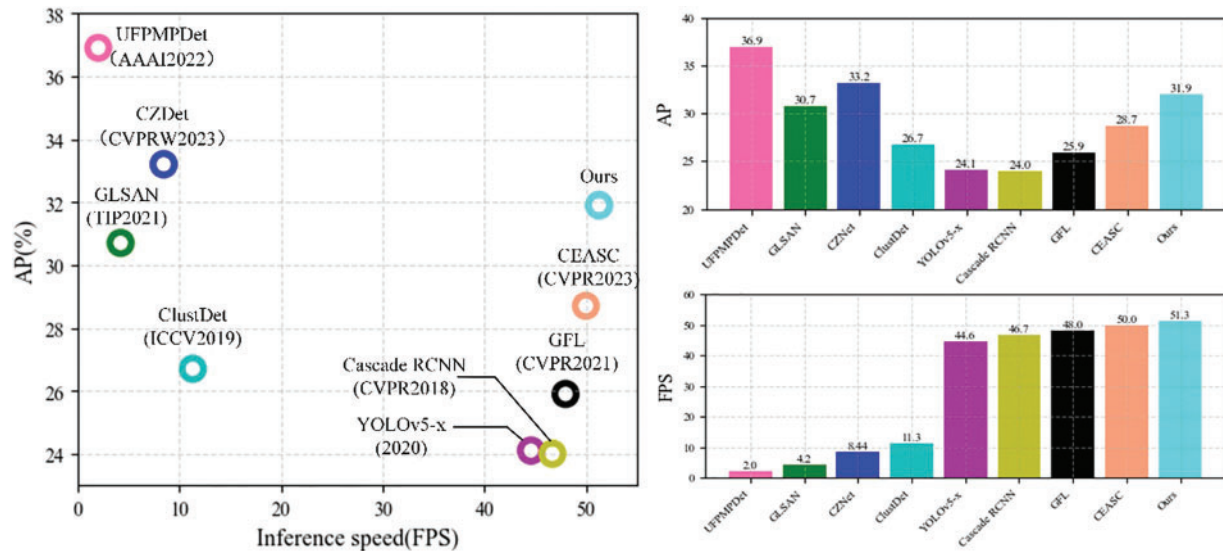 38
36
34
32
30
28
26
24
AP(%)
UFPMPDet
(AAAI2022)
CZDet
(CVPRW2023)
GLSAN
(TIP2021)
Ours
CEASC
(CVPR2023)
ClustDet
(ICCV2019)
GFL
(CVPR2021)
Cascade RCNN
(CVPR2018)
YOLOv5-x
(2020)
0 10 20 30 40 50
Inference speed(FPS)
40
35
30
25
20
AP
36.9 30.7 33.2 26.7 24.1 24.0 25.9 28.7 31.9
UFPMPDet GLSAN CZNet ClustDet YOLOv5-x Cascade RCNN GFL CEASC Ours
60
50
40
30
20
10
0
FPS
2.0 4.2 8.44 11.3 44.6 46.7 48.0 50.0 51.3
UFPMPDet GLSAN CZNet ClustDet YOLOv5-x Cascade RCNN GFL CEASC Ours